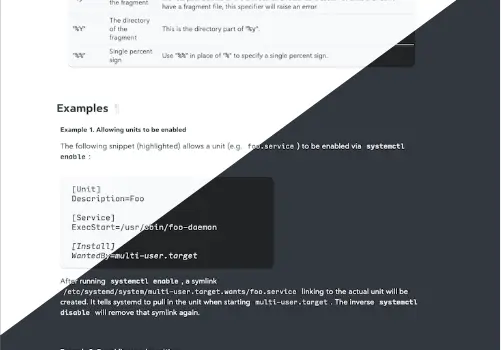 the fragment
have a fragment file, this specifier will raise an error.
"%Y"
The directory
of the
fragment
This is the directory part of "%y".
"%%"
Single percent
sign
Use "%%" in place of "%" to specify a single percent sign.
Examples ¶
Example 1. Allowing units to be enabled
The following snippet (highlighted) allows a unit (e.g. foo.service) to be enabled via systemctl
enable:
[Unit]
Description=Foo
[Service]
ExecStart=/usr/sbin/foo-daemon
[Install]
WantedBy=multi-user.target
After running systemctl enable, a symlink
/etc/systemd/system/multi-user.target.wants/foo.service linking to the actual unit will be
created. It tells systemd to pull in the unit when starting multi-user.target. The inverse systemctl
disable will remove that symlink again.